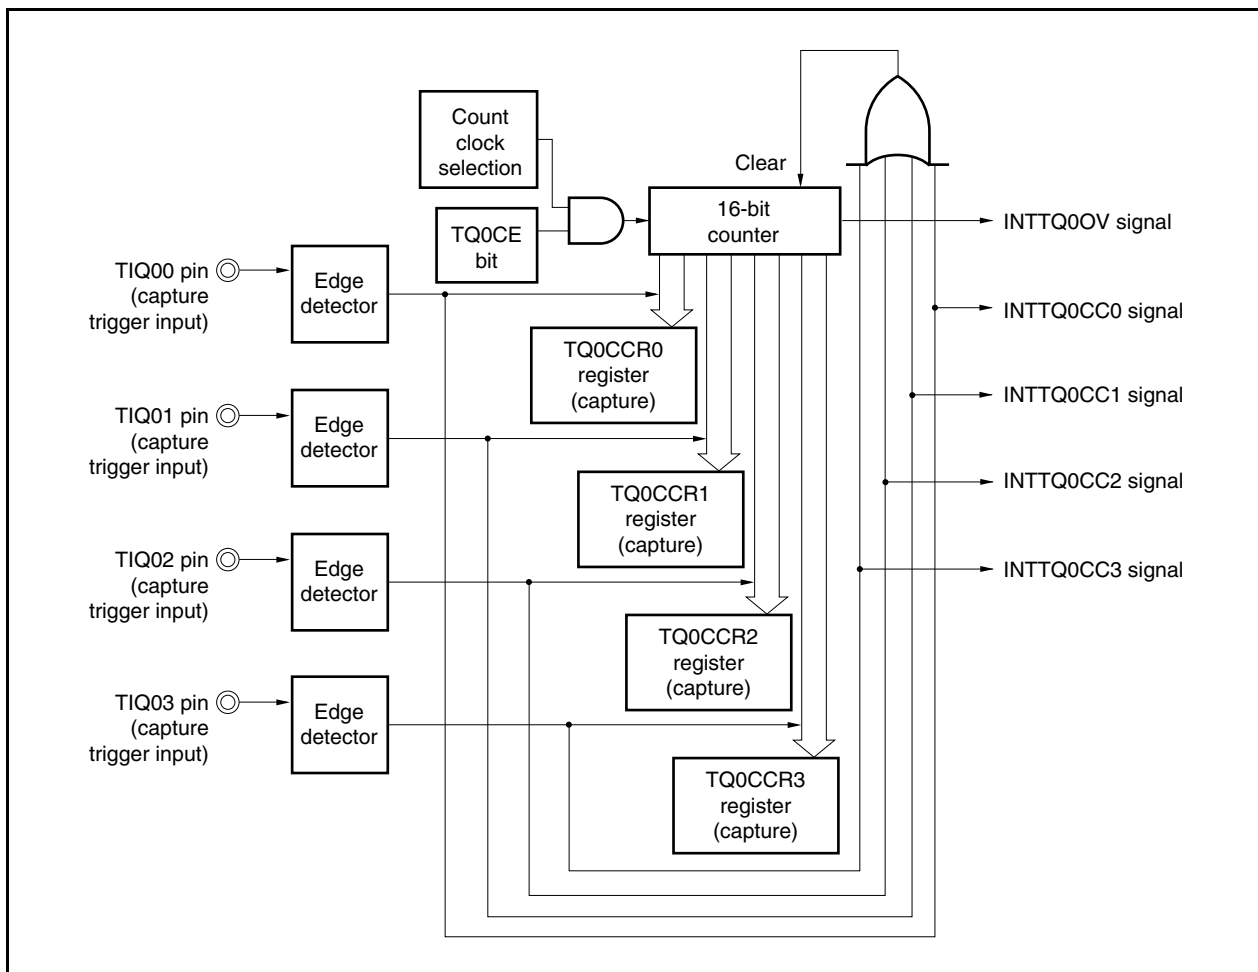 Count
clock
selection
Clear
16-bit
counter
TQ0CE
bit
INTTQ0OV signal
TIQ00 pin
(capture
trigger input)
Edge
detector
INTTQ0CC0 signal
TQ0CCR0
register
(capture)
TIQ01 pin
(capture
trigger input)
Edge
detector
INTTQ0CC1 signal
TQ0CCR1
register
(capture)
INTTQ0CC2 signal
TIQ02 pin
(capture
trigger input)
Edge
detector
INTTQ0CC3 signal
TQ0CCR2
register
(capture)
TIQ03 pin
(capture
trigger input)
Edge
detector
TQ0CCR3
register
(capture)